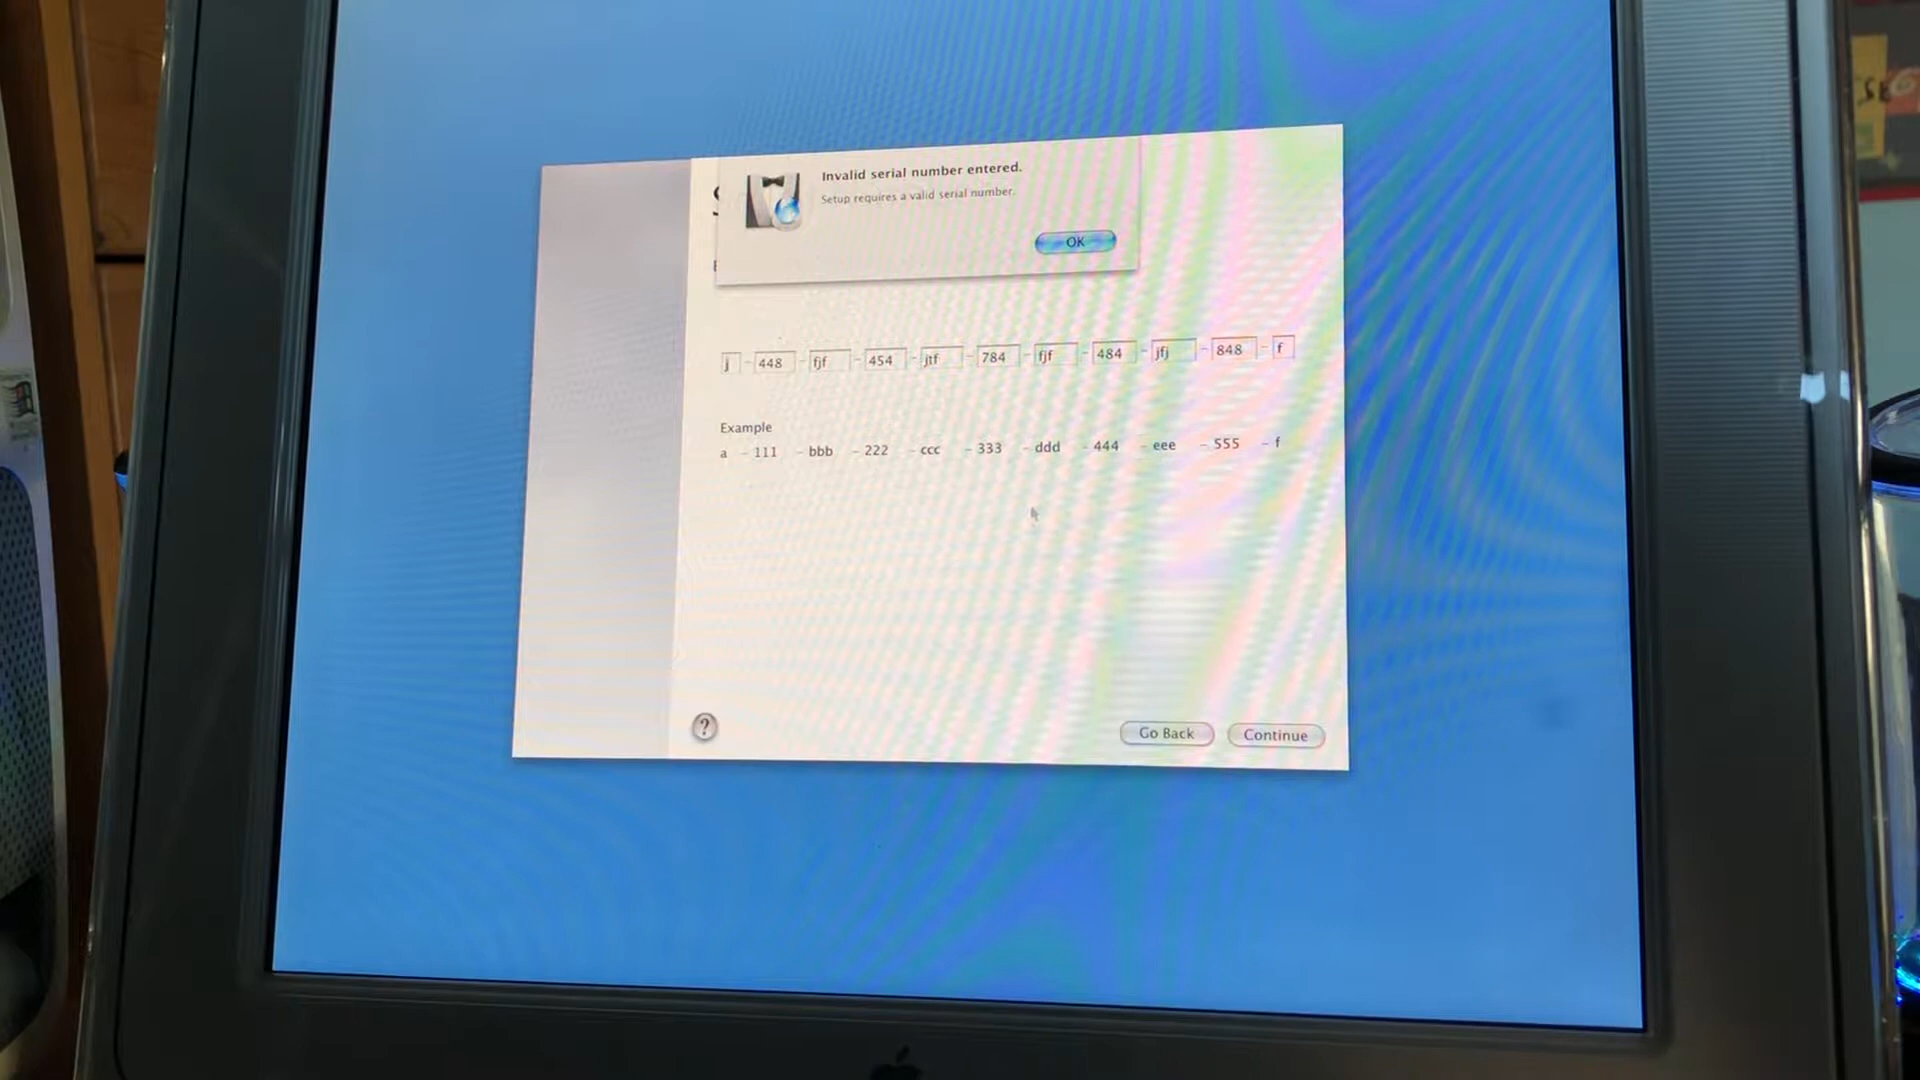 Invalid serial number entered.
Setup requires a valid serial number.
OK
j - 448 - fjf - 454 - jtf - 784 - fjf - 484 - jfj - 848 - f
Example
a - 111 - bbb - 222 - ccc - 333 - ddd - 444 - eee - 555 - f
?
Go Back
Continue